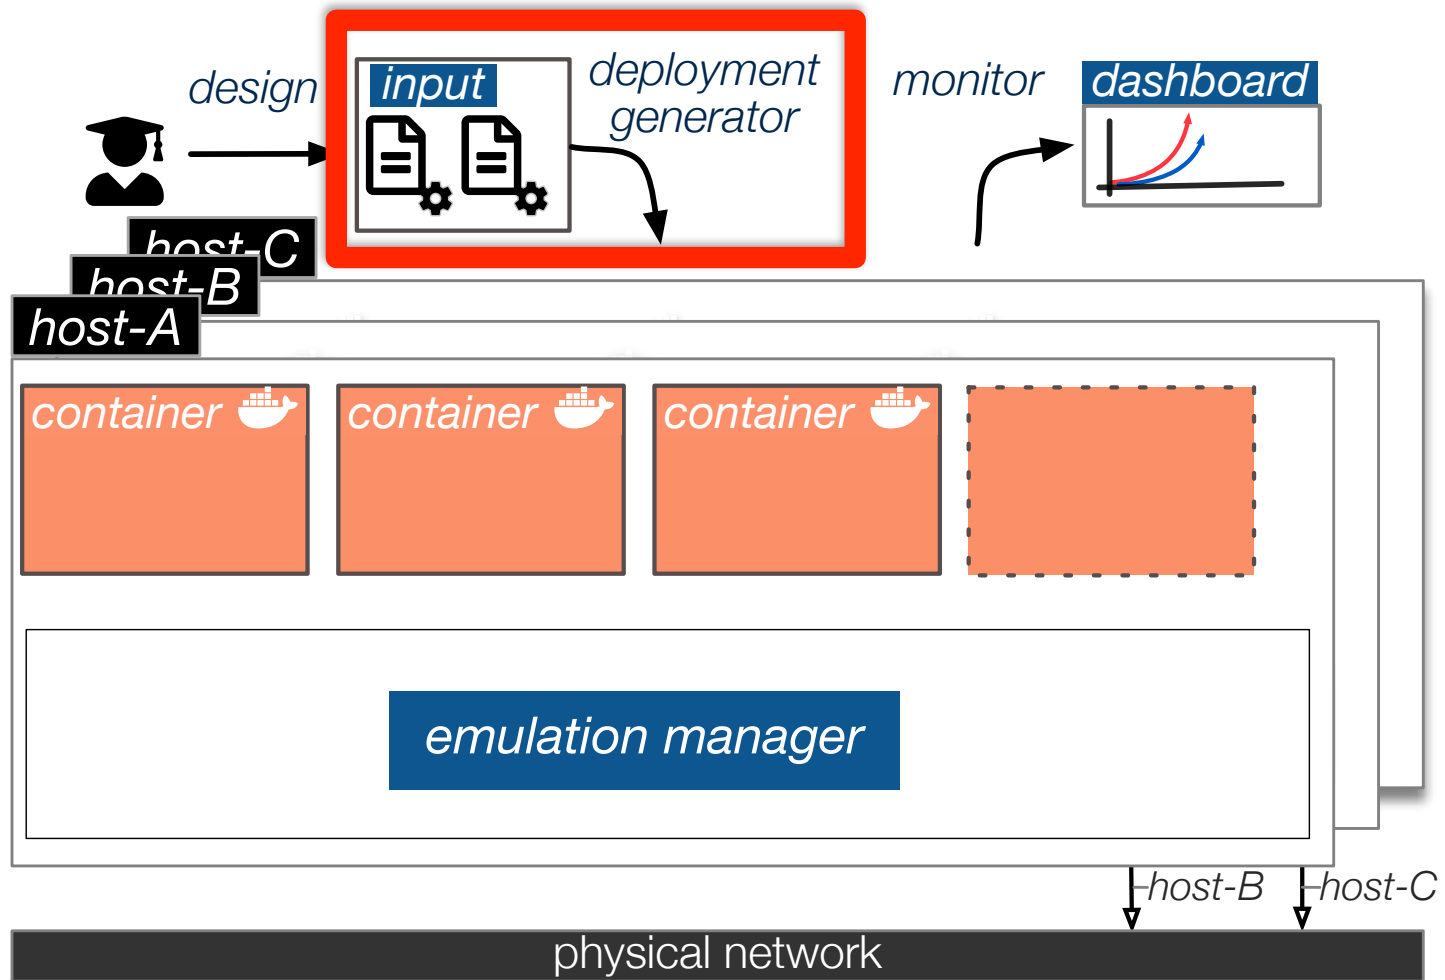 design
input
deployment
generator
monitor
dashboard
host-C
host-B
host-A
container
container
container
emulation manager
host-B
host-C
physical network